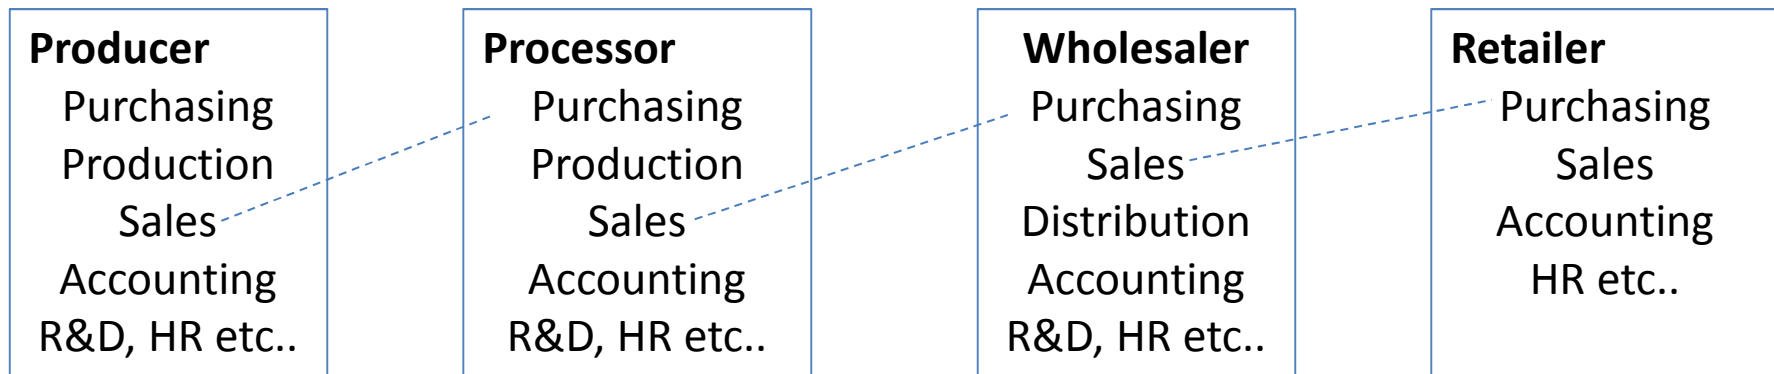 Producer
Purchasing
Production
Sales
Accounting
R&D, HR etc..
Processor
Purchasing
Production
Sales
Accounting
R&D, HR etc..
Wholesaler
Purchasing
Sales
Distribution
Accounting
R&D, HR etc..
Retailer
Purchasing
Sales
Accounting
HR etc..